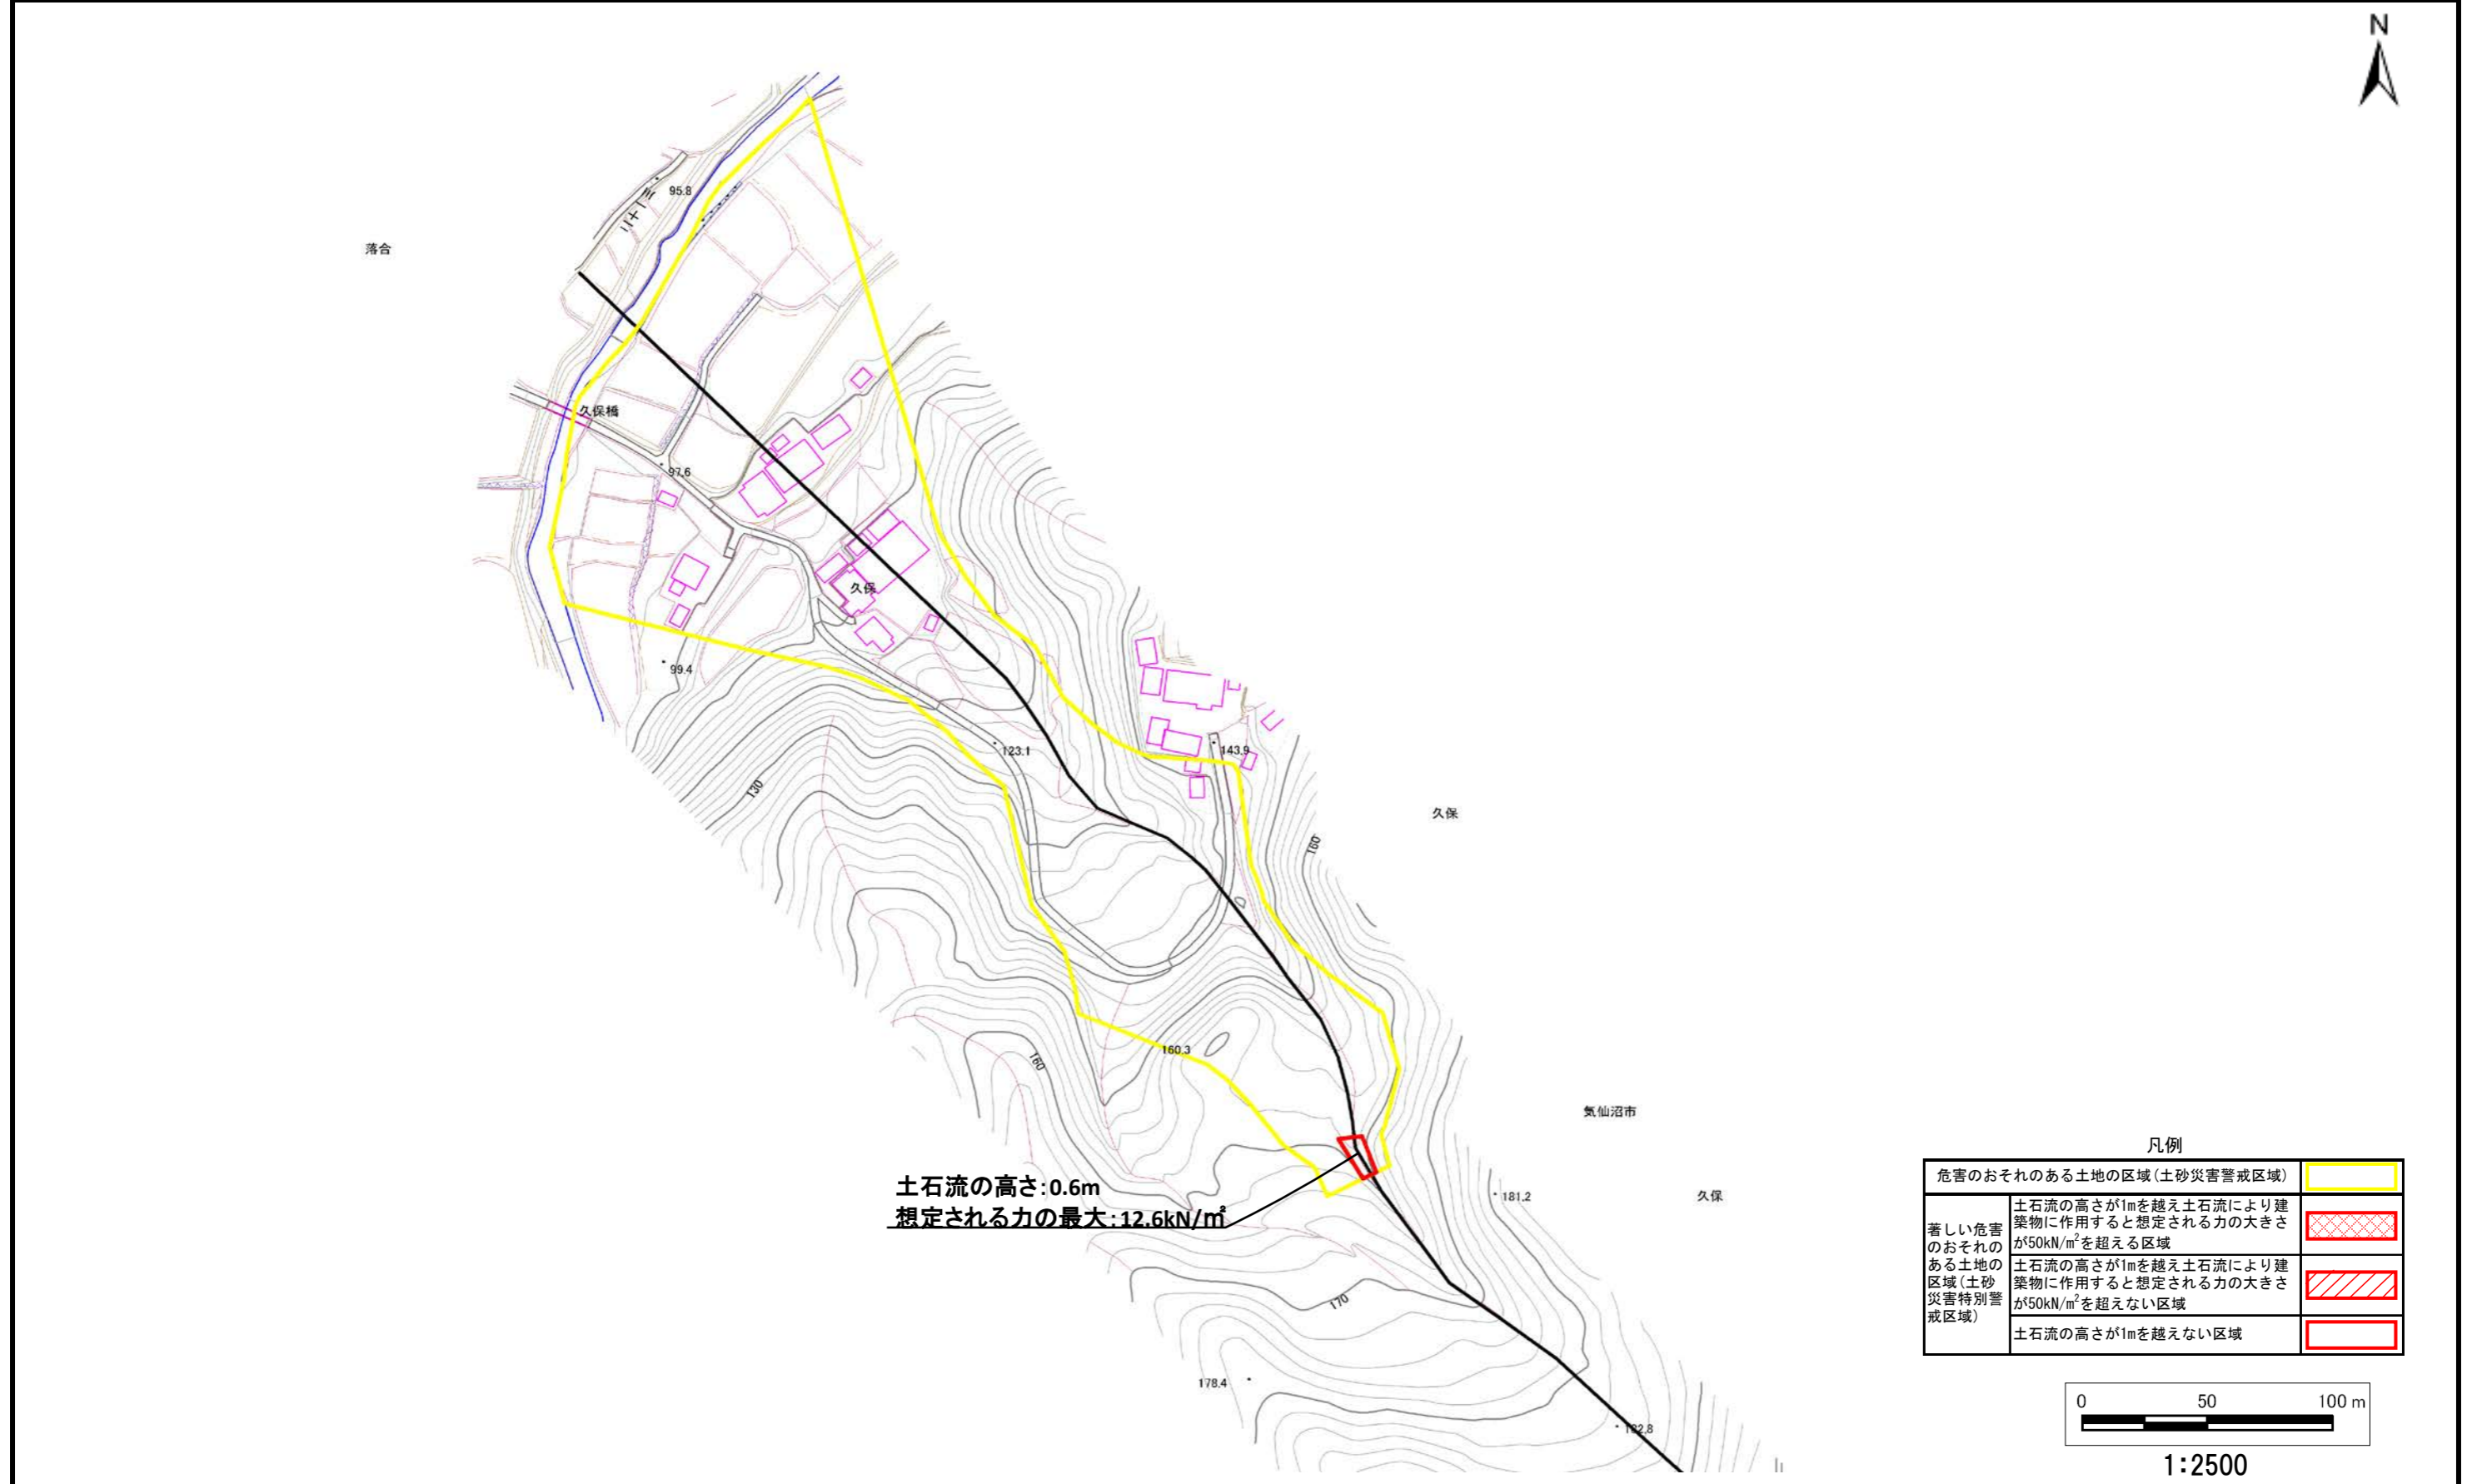 N
95.8
二十一川
落合
久保橋
97.6
久保
99.4
123.1
143.9
130
久保
160
160.3
160
気仙沼市
土石流の高さ:0.6m
想定される力の最大:12.6kN/㎡
181.2
久保
170
178.4
182.8
凡例
危害のおそれのある土地の区域(土砂災害警戒区域)
著しい危害
のおそれの
ある土地の
区域(土砂
災害特別警
戒区域)
土石流の高さが1mを越え土石流により建
築物に作用すると想定される力の大きさ
が50kN/m²を超える区域
土石流の高さが1mを越え土石流により建
築物に作用すると想定される力の大きさ
が50kN/m²を超えない区域
土石流の高さが1mを越えない区域
0 50 100 m
1:2500